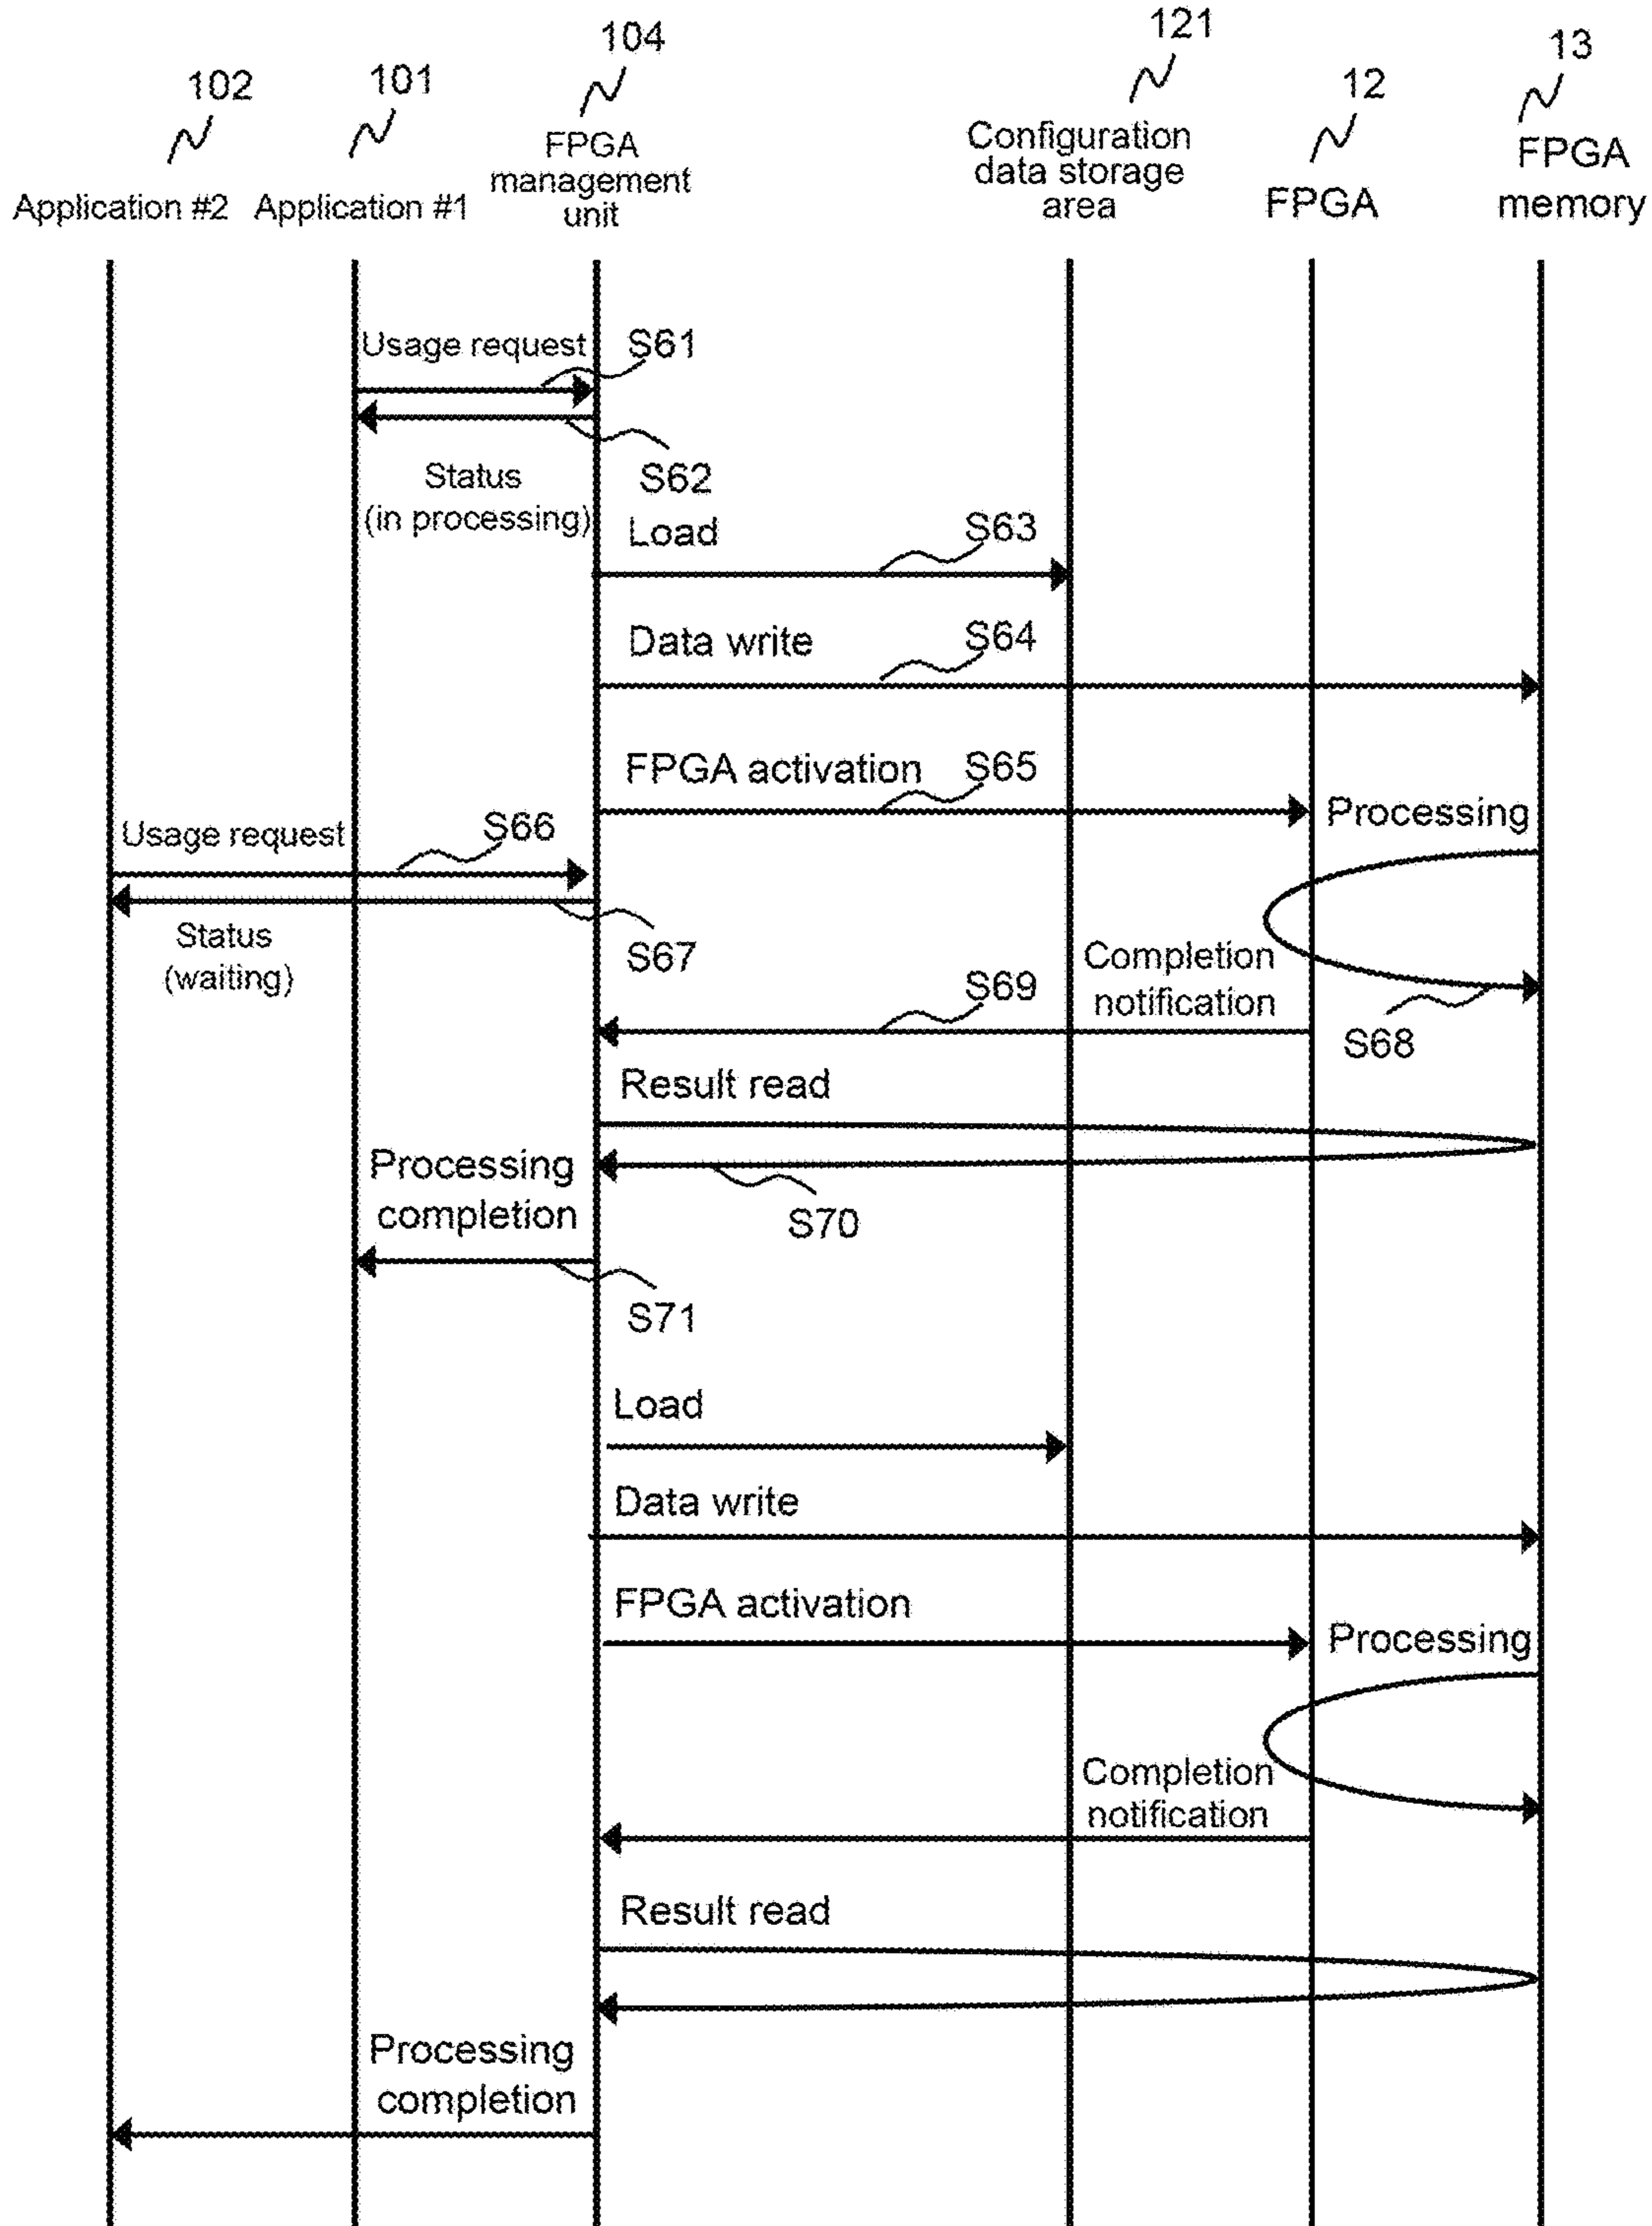 102
101
104
121
12
13
Application #2
Application #1
FPGA
management
unit
Configuration
data storage
area
FPGA
FPGA
memory
Usage request
S61
S62
Status
(in processing)
Load
S63
Data write
S64
FPGA activation
S65
Processing
Usage request
S66
Status
(waiting)
S67
Completion
notification
S69
S68
Result read
Processing
completion
S70
S71
Load
Data write
FPGA activation
Processing
Completion
notification
Result read
Processing
completion